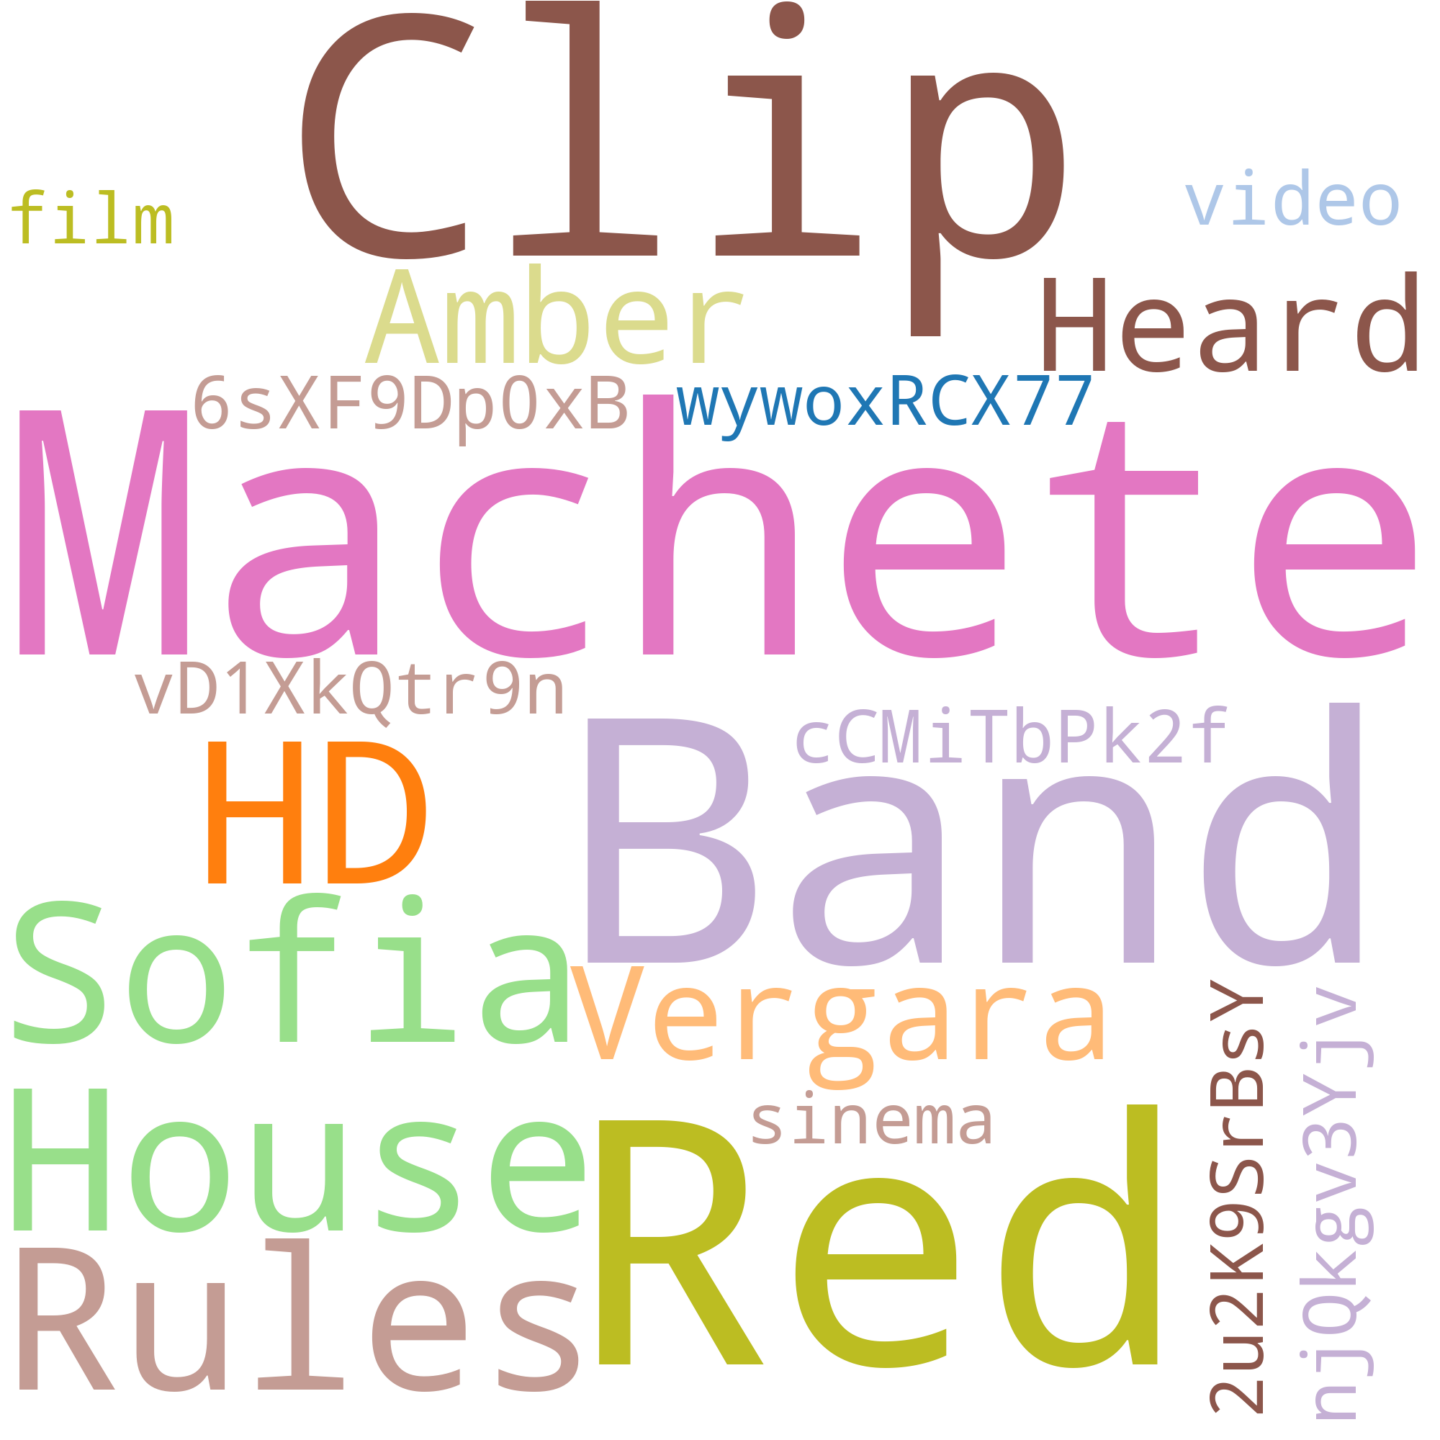 Clip
film
video
Amber
Heard
6sXF9Dp0xB
wywoxRCX77
Machete
vD1XkQtr9n
cCMiTbPk2f
HD
Band
Sofia
Vergara
House
sinema
Red
Rules
2u2K9SrBsY
njQkgv3Yjv